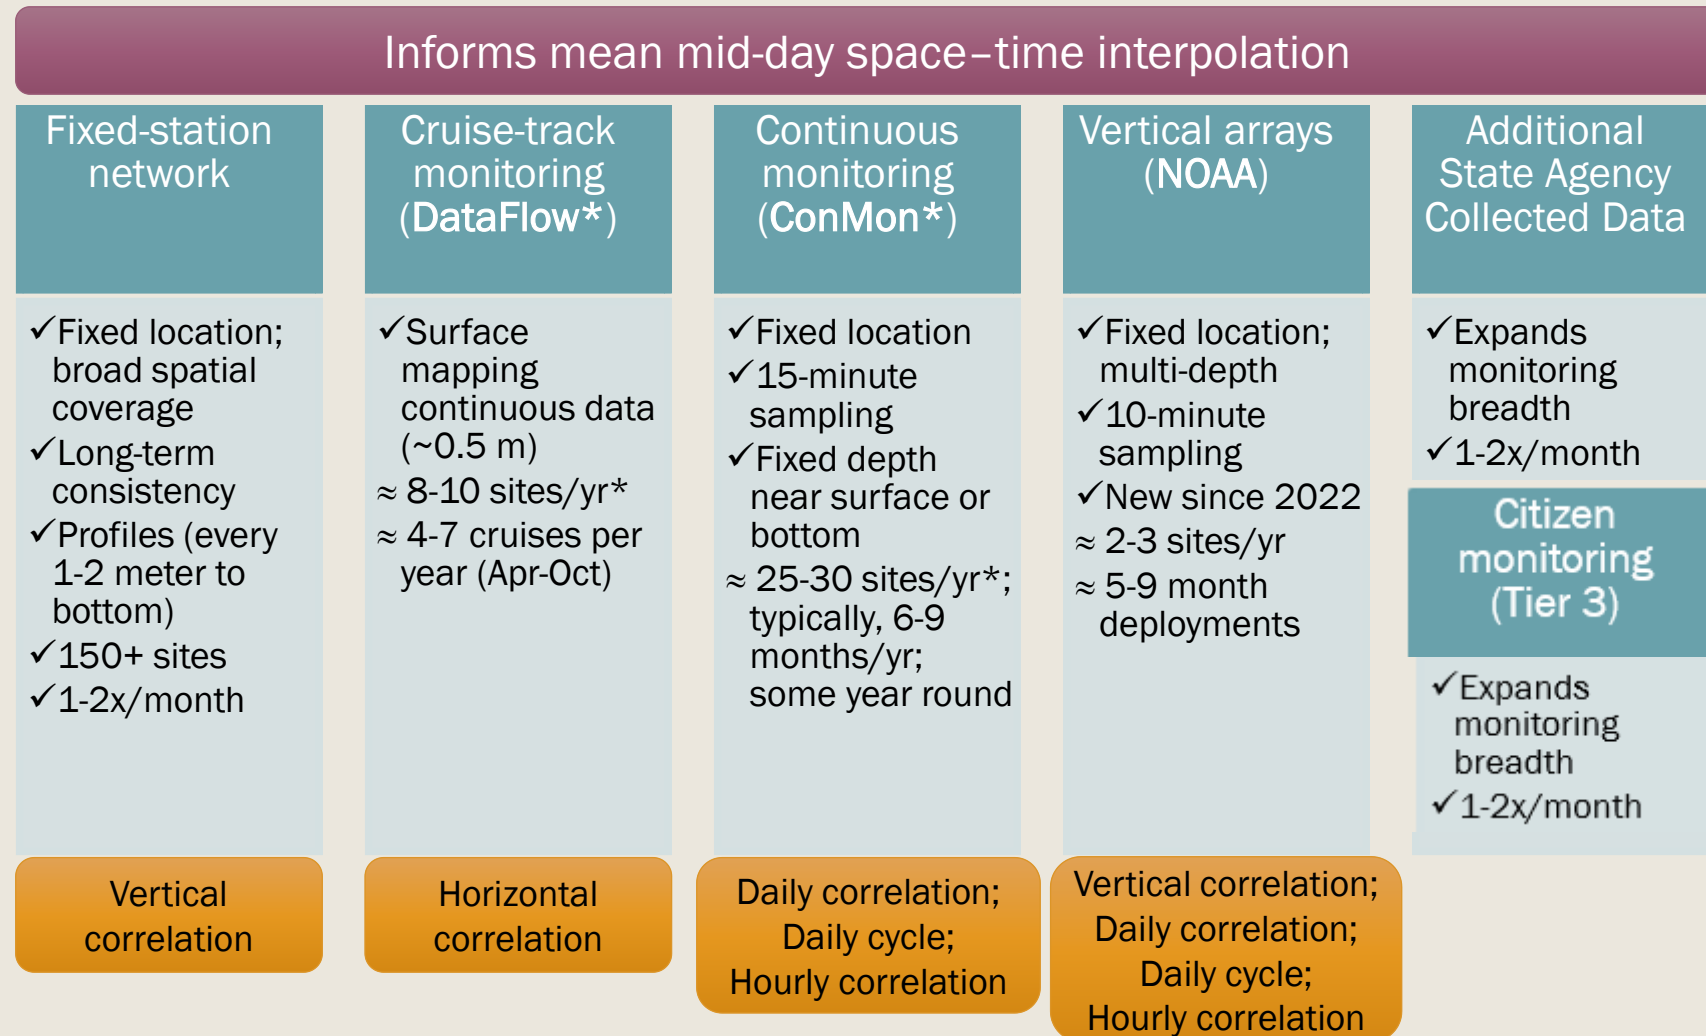 Informs mean mid-day space–time interpolation
Fixed-station
network
✓Fixed location;
broad spatial
coverage
✓Long-term
consistency
✓Profiles (every
1-2 meter to
bottom)
✓150+ sites
✓1-2x/month
Vertical
correlation
Cruise-track
monitoring
(DataFlow*)
✓Surface
mapping
continuous data
(~0.5 m)
≈ 8-10 sites/yr*
≈ 4-7 cruises per
year (Apr-Oct)
Horizontal
correlation
Continuous
monitoring
(ConMon*)
✓Fixed location
✓15-minute
sampling
✓Fixed depth
near surface or
bottom
≈ 25-30 sites/yr*;
typically, 6-9
months/yr;
some year round
Daily correlation;
Daily cycle;
Hourly correlation
Vertical arrays
(NOAA)
✓Fixed location;
multi-depth
✓10-minute
sampling
✓New since 2022
≈ 2-3 sites/yr
≈ 5-9 month
deployments
Vertical correlation;
Daily correlation;
Daily cycle;
Hourly correlation
Additional
State Agency
Collected Data
✓Expands
monitoring
breadth
✓1-2x/month
Citizen
monitoring
(Tier 3)
✓Expands
monitoring
breadth
✓1-2x/month